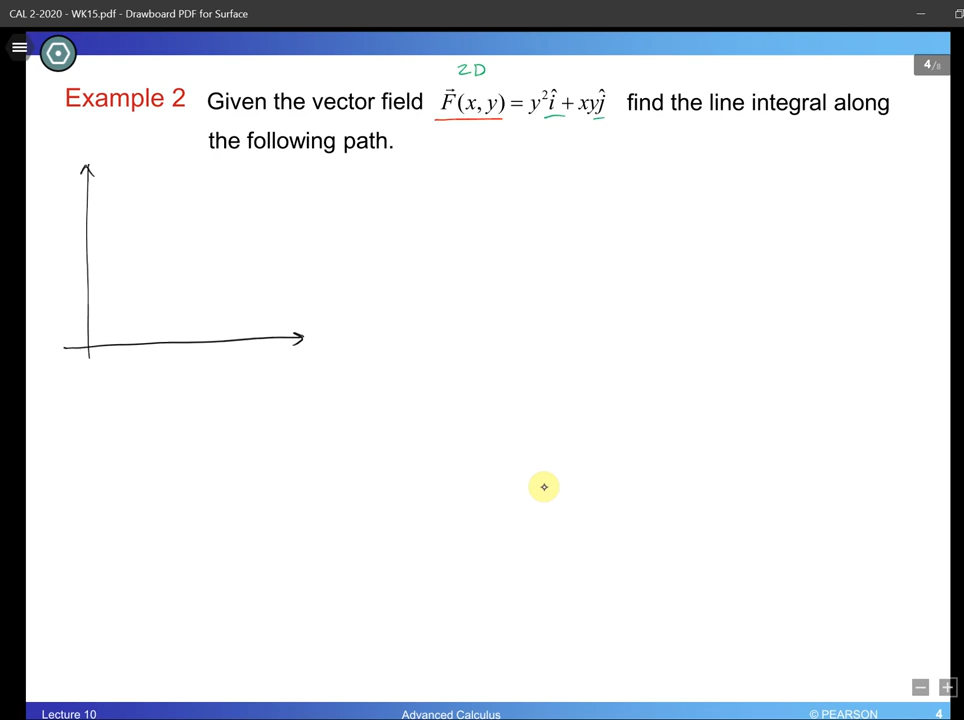 CAL 2-2020 - WK15.pdf - Drawboard PDF for Surface
4/8
2D
Example 2 Given the vector field F⃗(x, y) = y²î + xyĵ find the line integral along
the following path.
Lecture 10 Advanced Calculus © PEARSON 4